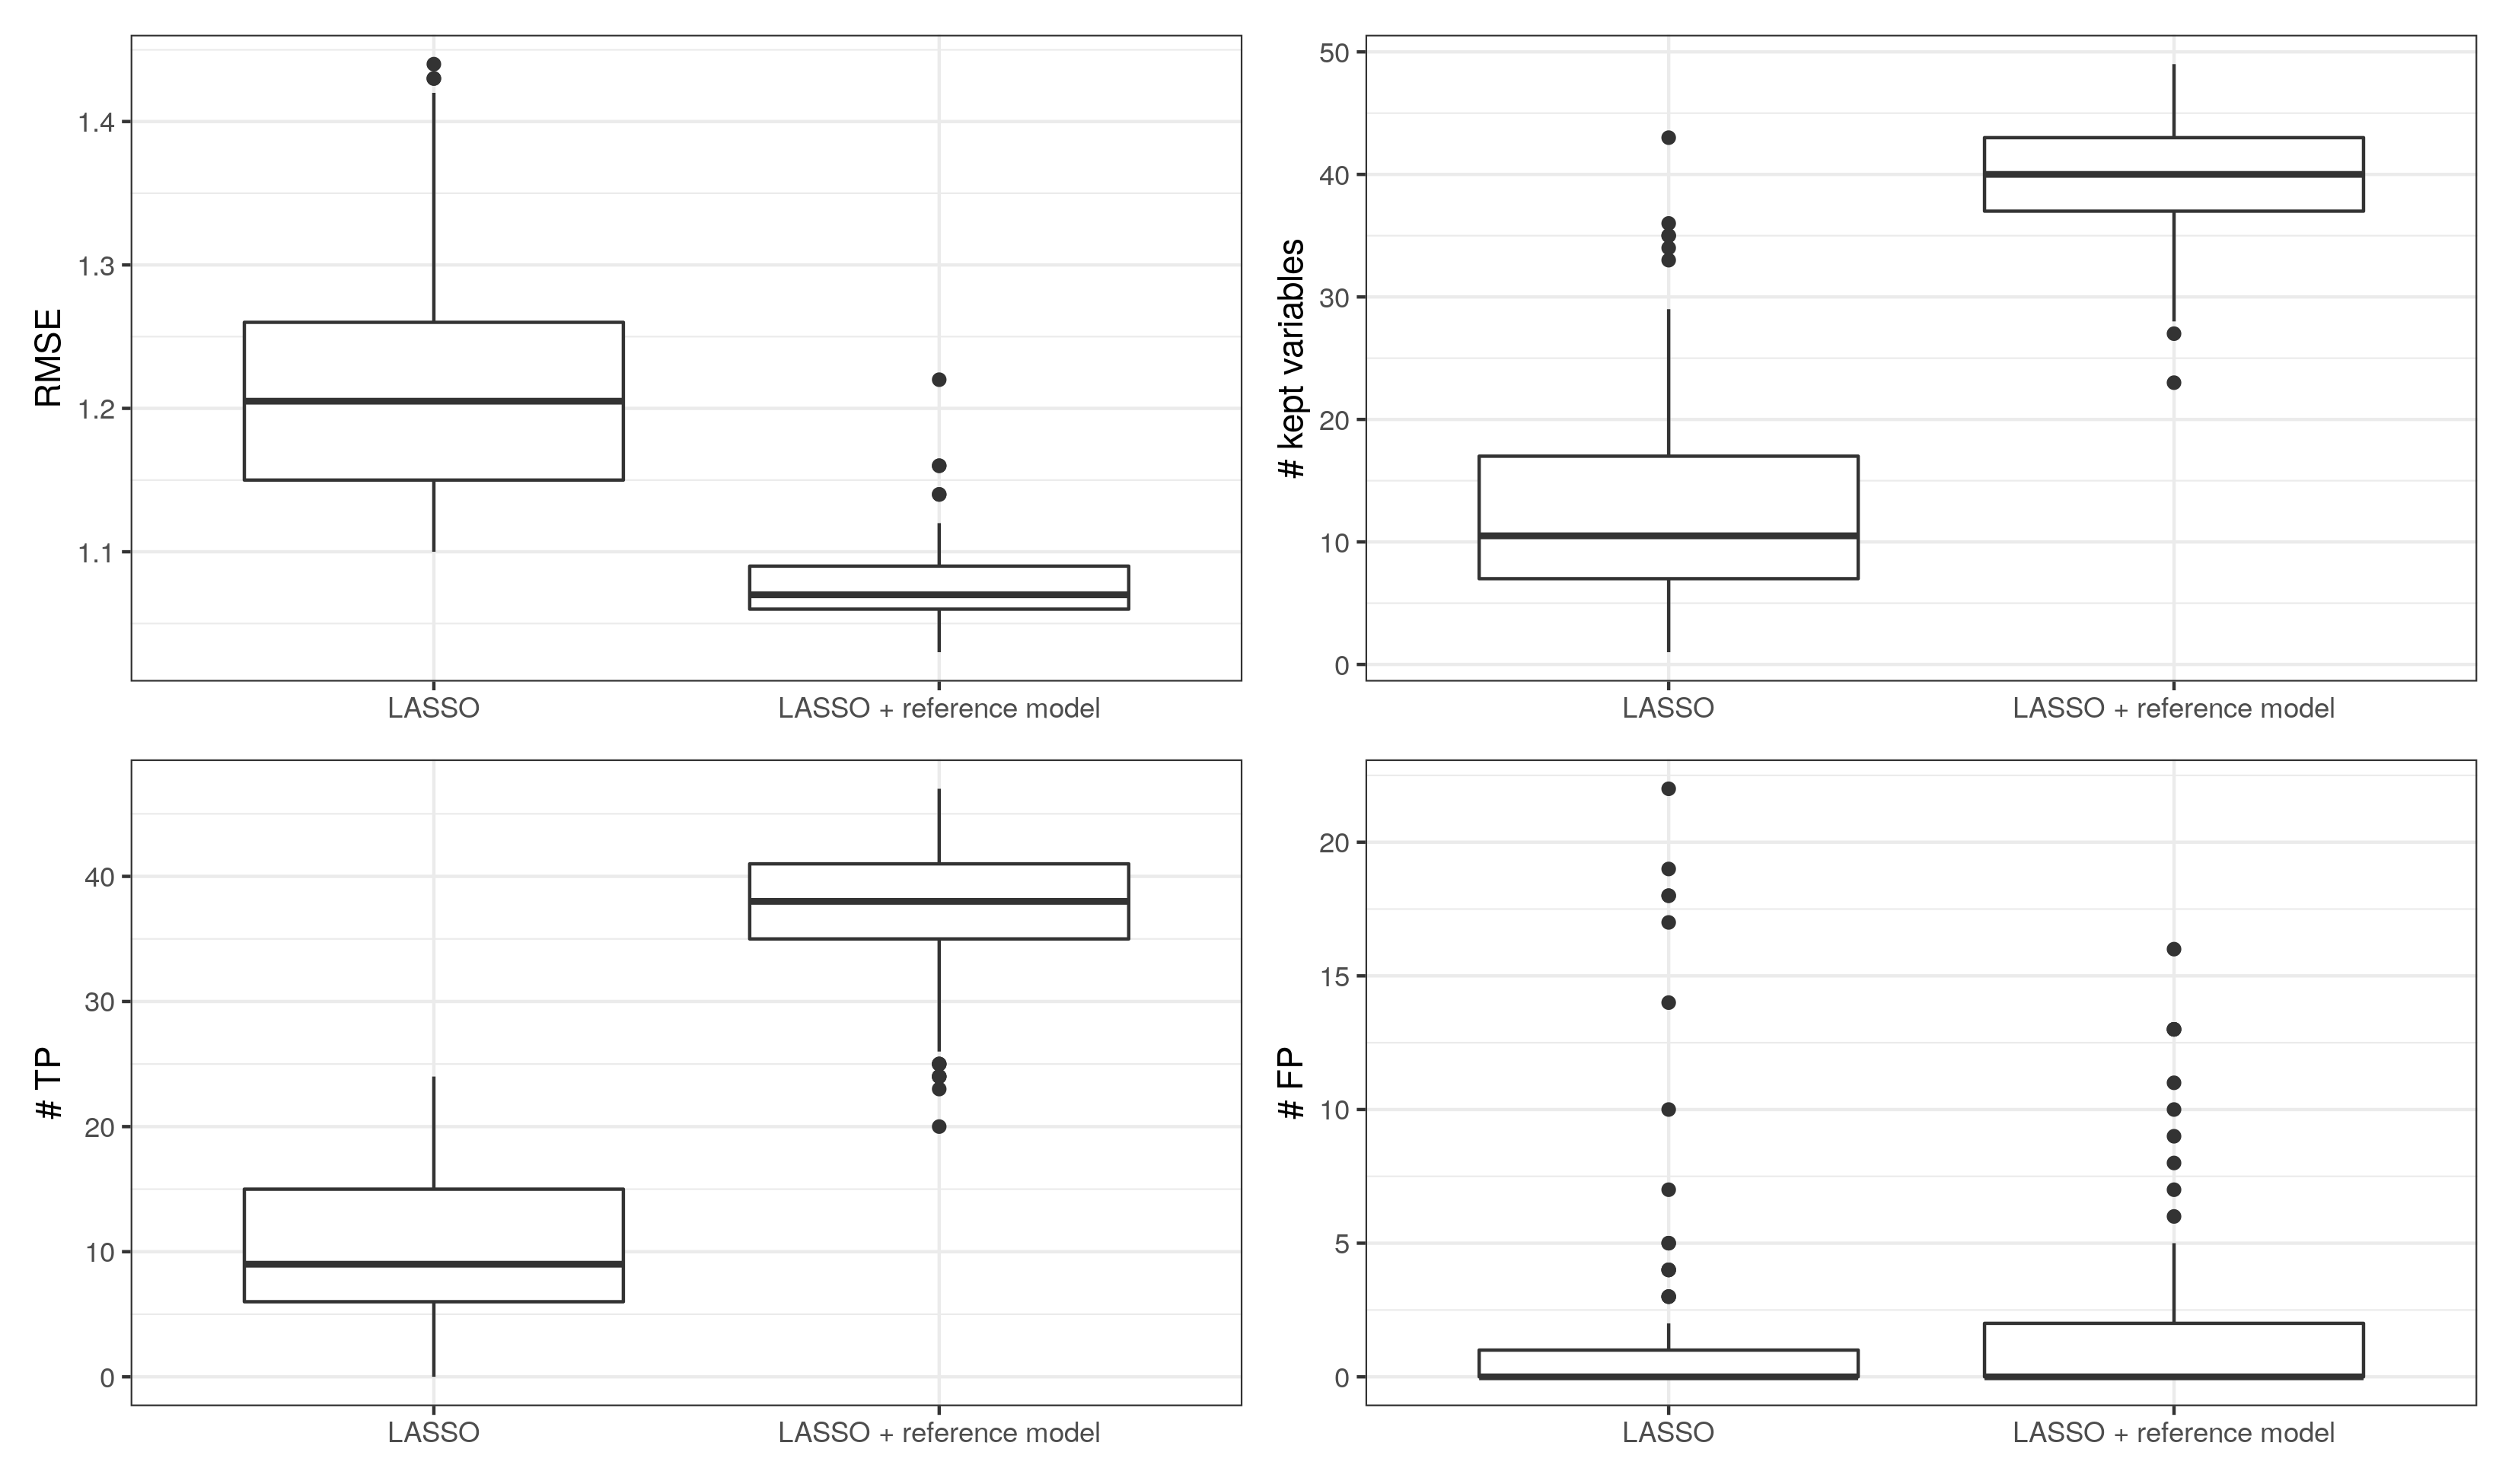 RMSE
1.4
1.3
1.2
1.1
LASSO
LASSO + reference model
# kept variables
50
40
30
20
10
0
LASSO
LASSO + reference model
# TP
40
30
20
10
0
LASSO
LASSO + reference model
# FP
20
15
10
5
0
LASSO
LASSO + reference model